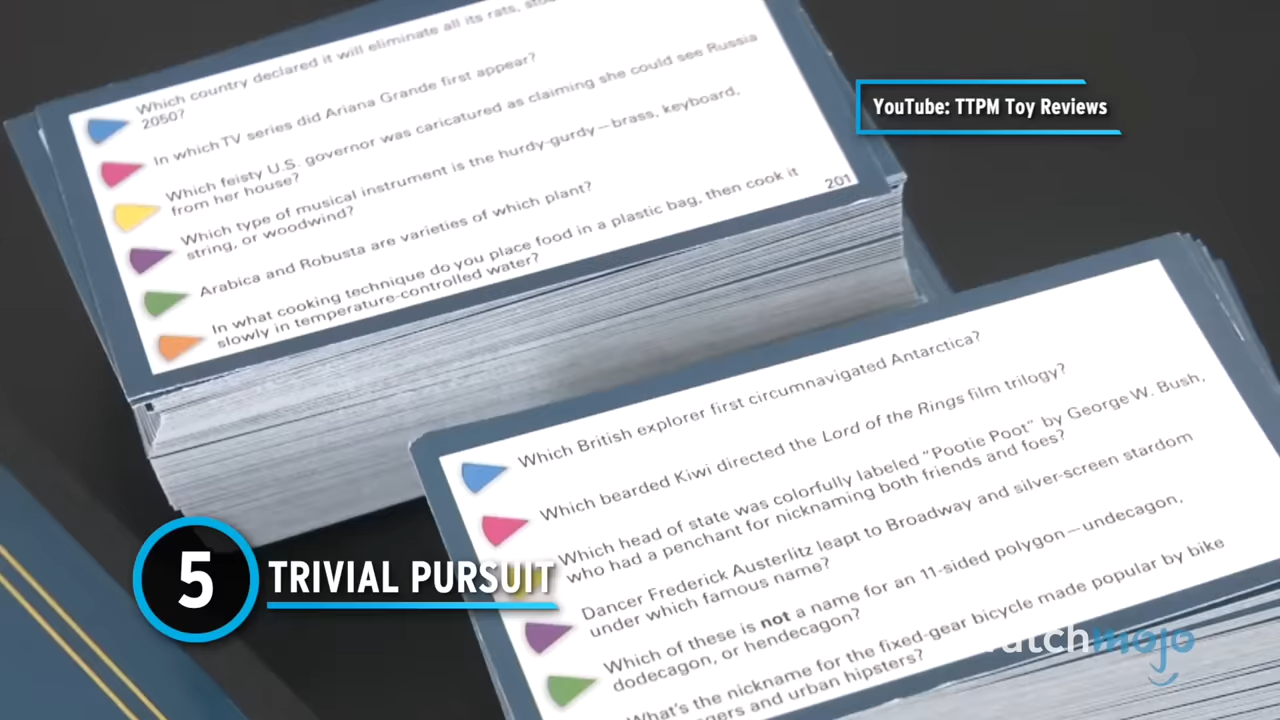 Which country declared it will eliminate all its rats,
2050?
In which TV series did Ariana Grande first appear?
Which feisty U.S. governor was caricatured as claiming she could see Russia
from her house?
Which type of musical instrument is the hurdy-gurdy—brass, keyboard,
string, or woodwind?
Arabica and Robusta are varieties of which plant?
In what cooking technique do you place food in a plastic bag, then cook it
slowly in temperature-controlled water?
201
YouTube: TTPM Toy Reviews
Which British explorer first circumnavigated Antarctica?
Which bearded Kiwi directed the Lord of the Rings film trilogy?
Which head of state was colorfully labeled "Pootie Poot" by George W. Bush,
who had a penchant for nicknaming both friends and foes?
Dancer Frederick Austerlitz leapt to Broadway and silver-screen stardom
under which famous name?
Which of these is not a name for an 11-sided polygon—undecagon,
dodecagon, or hendecagon?
What's the nickname for the fixed-gear bicycle made popular by bike
and urban hipsters?
5
TRIVIAL PURSUIT
watchmojo